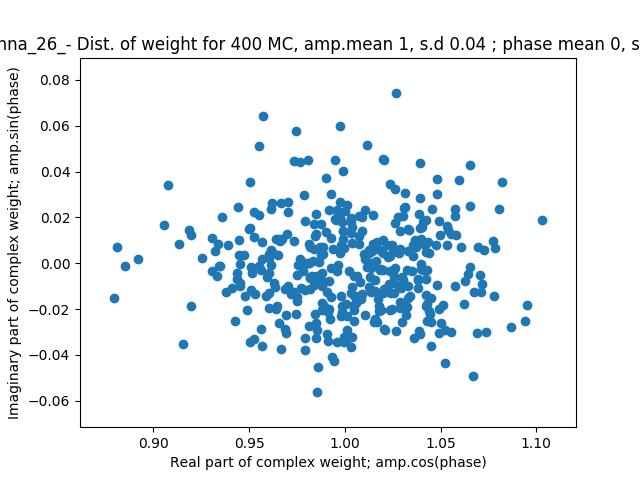 26_- Dist. of weight for 400 MC, amp.mean 1, s.d 0.04 ; phase mean 0,
Imaginary part of complex weight; amp.sin(phase)
0.08
0.06
0.04
0.02
0.00
−0.02
−0.04
−0.06
0.90 0.95 1.00 1.05 1.10
Real part of complex weight; amp.cos(phase)